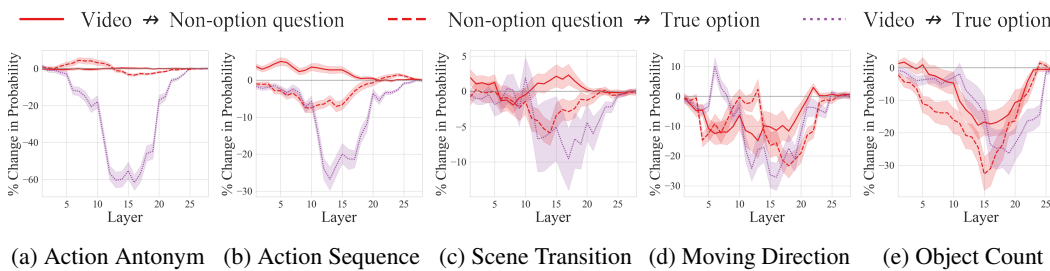 Video ↛ Non-option question Non-option question ↛ True option Video ↛ True option
% Change in Probability % Change in Probability % Change in Probability % Change in Probability % Change in Probability
0 -20 -40 -60
5 0 -10 -20 -30
5 0 -5 -10
10 0 -10 -20 -30
0 -10 -20 -30
5 10 15 20 25 5 10 15 20 25 5 10 15 20 25 5 10 15 20 25 5 10 15 20 25
Layer Layer Layer Layer Layer
(a) Action Antonym (b) Action Sequence (c) Scene Transition (d) Moving Direction (e) Object Count